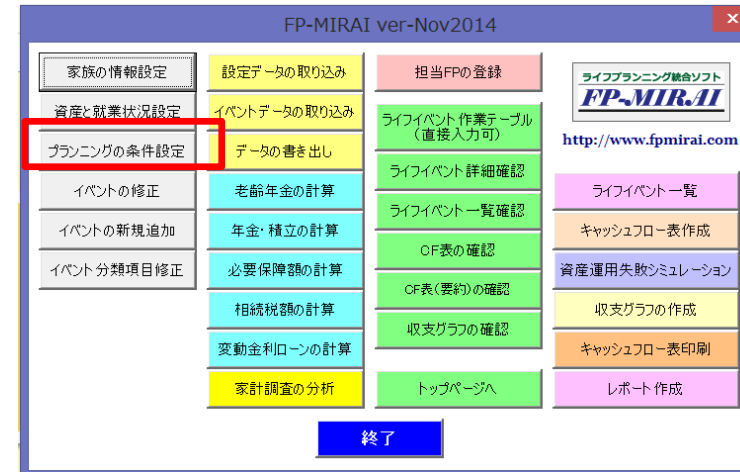 FP-MIRAI ver-Nov2014
×
家族の情報設定
資産と就業状況設定
プランニングの条件設定
イベントの修正
イベントの新規追加
イベント分類項目修正
設定データの取り込み
イベントデータの取り込み
データの書き出し
老齢年金の計算
年金・積立の計算
必要保障額の計算
相続税額の計算
変動金利ローンの計算
家計調査の分析
担当FPの登録
ライフイベント作業テーブル
（直接入力可）
ライフイベント詳細確認
ライフイベント一覧確認
CF表の確認
CF表(要約)の確認
収支グラフの確認
トップページへ
ライフプランニング統合ソフト
FP-MIRAI
http://www.fpmirai.com
ライフイベント一覧
キャッシュフロー表作成
資産運用失敗シミュレーション
収支グラフの作成
キャッシュフロー表印刷
レポート作成
終了